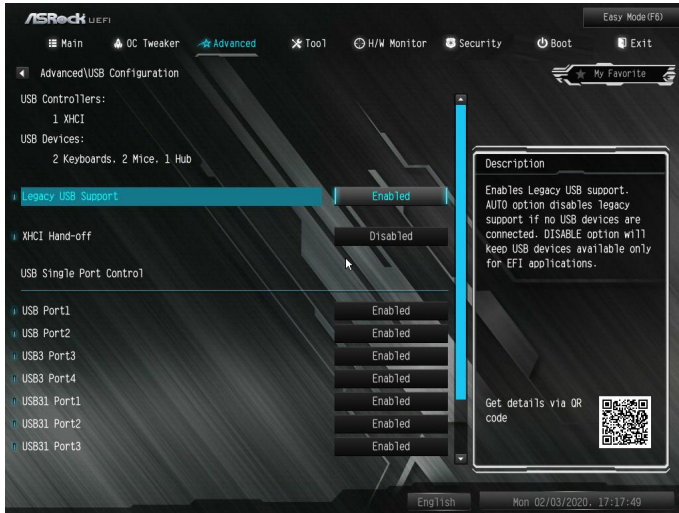 ASRock UEFI
Easy Mode(F6)
Main OC Tweaker Advanced Tool H/W Monitor Security Boot Exit
Advanced\USB Configuration
My Favorite
USB Controllers:
1 XHCI
USB Devices:
2 Keyboards. 2 Mice. 1 Hub
Legacy USB Support Enabled
XHCI Hand-off Disabled
USB Single Port Control
USB Port1 Enabled
USB Port2 Enabled
USB3 Port3 Enabled
USB3 Port4 Enabled
USB31 Port1 Enabled
USB31 Port2 Enabled
USB31 Port3 Enabled
Description
Enables Legacy USB support.
AUTO option disables legacy
support if no USB devices are
connected. DISABLE option will
keep USB devices available only
for EFI applications.
Get details via QR
code
English
Mon 02/03/2020. 17:17:49